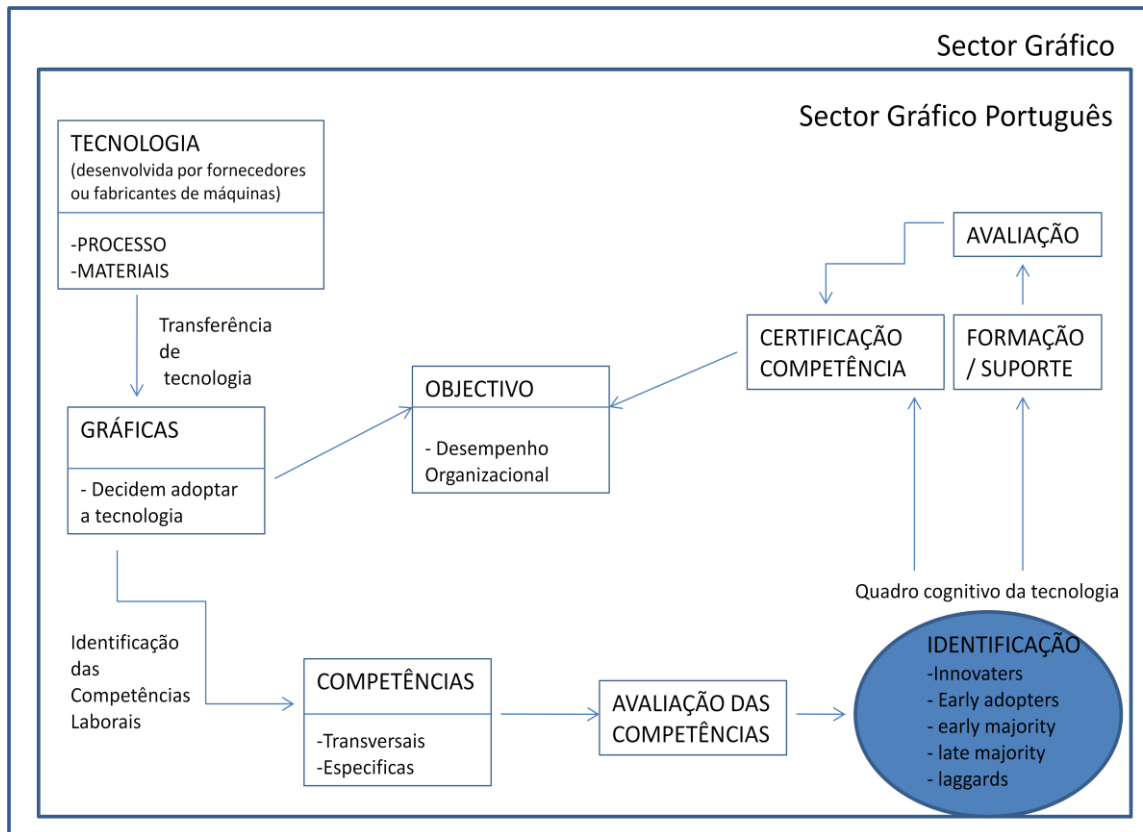 Sector Gráfico
Sector Gráfico Português
TECNOLOGIA
(desenvolvida por fornecedores
ou fabricantes de máquinas)
-PROCESSO
-MATERIAIS
Transferência
de
tecnologia
GRÁFICAS
- Decidem adoptar
a tecnologia
OBJECTIVO
- Desempenho
Organizacional
AVALIAÇÃO
CERTIFICAÇÃO
COMPETÊNCIA
FORMAÇÃO
/ SUPORTE
Identificação
das
Competências
Laborais
COMPETÊNCIAS
-Transversais
-Especificas
AVALIAÇÃO DAS
COMPETÊNCIAS
Quadro cognitivo da tecnologia
IDENTIFICAÇÃO
-Innovaters
- Early adopters
- early majority
- late majority
- laggards